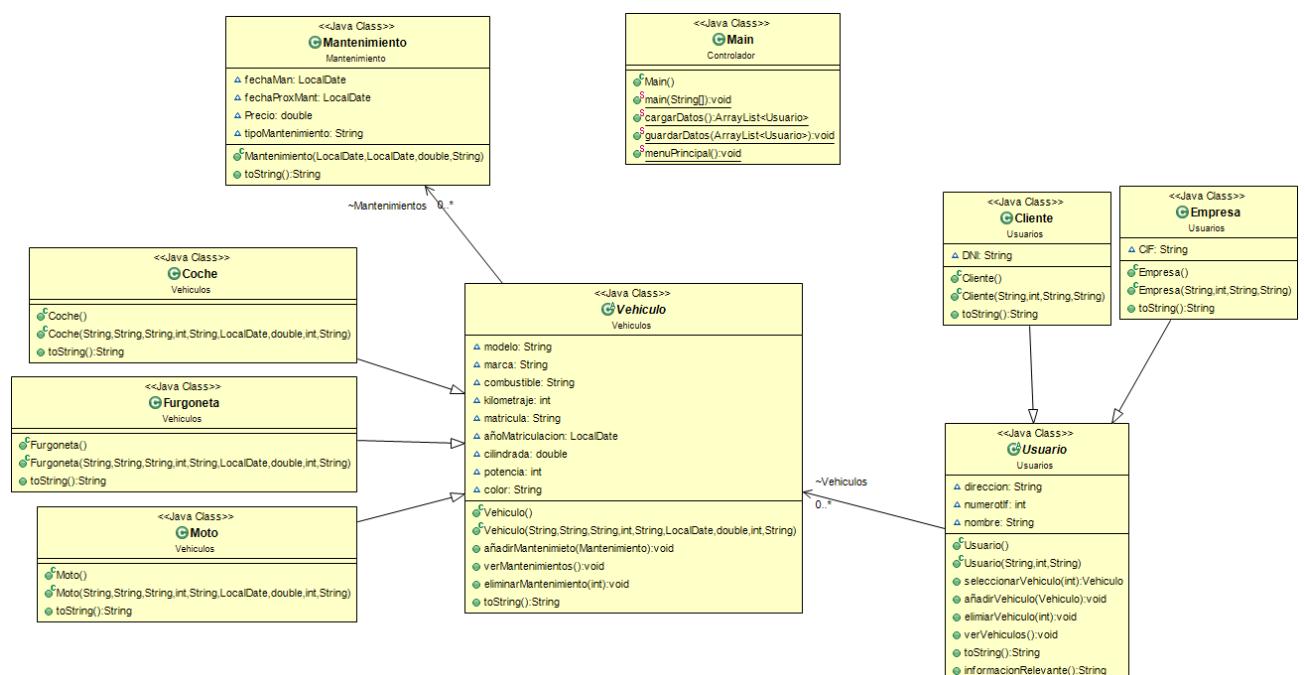 <<Java Class>>
Mantenimiento
Mantenimiento
fechaMan: LocalDate
fechaProxMant: LocalDate
Precio: double
tipoMantenimiento: String
Mantenimiento(LocalDate,LocalDate,double,String)
toString():String
<<Java Class>>
Main
Controlador
Main()
main(String[]):void
cargarDatos():ArrayList<Usuario>
guardarDatos(ArrayList<Usuario>):void
menuPrincipal():void
~Mantenimientos 0..*
<<Java Class>>
Cliente
Usuarios
DNI: String
Cliente()
Cliente(String,int,String,String)
toString():String
<<Java Class>>
Empresa
Usuarios
CIF: String
Empresa()
Empresa(String,int,String,String)
toString():String
<<Java Class>>
Coche
Vehiculos
Coche()
Coche(String,String,String,int,String,LocalDate,double,int,String)
toString():String
<<Java Class>>
Furgoneta
Vehiculos
Furgoneta()
Furgoneta(String,String,String,int,String,LocalDate,double,int,String)
toString():String
<<Java Class>>
Moto
Vehiculos
Moto()
Moto(String,String,String,int,String,LocalDate,double,int,String)
toString():String
<<Java Class>>
Vehiculo
Vehiculos
modelo: String
marca: String
combustible: String
kilometraje: int
matricula: String
añoMatriculacion: LocalDate
cilindrada: double
potencia: int
color: String
Vehiculo()
Vehiculo(String,String,String,int,String,LocalDate,double,int,String)
añadirMantenimieto(Mantenimiento):void
verMantenimientos():void
eliminarMantenimiento(int):void
toString():String
~Vehiculos
0..*
<<Java Class>>
Usuario
Usuarios
direccion: String
numerotlf: int
nombre: String
Usuario()
Usuario(String,int,String)
seleccionarVehiculo(int):Vehiculo
añadirVehiculo(Vehiculo):void
elimiarVehiculo(int):void
verVehiculos():void
toString():String
informacionRelevante():String